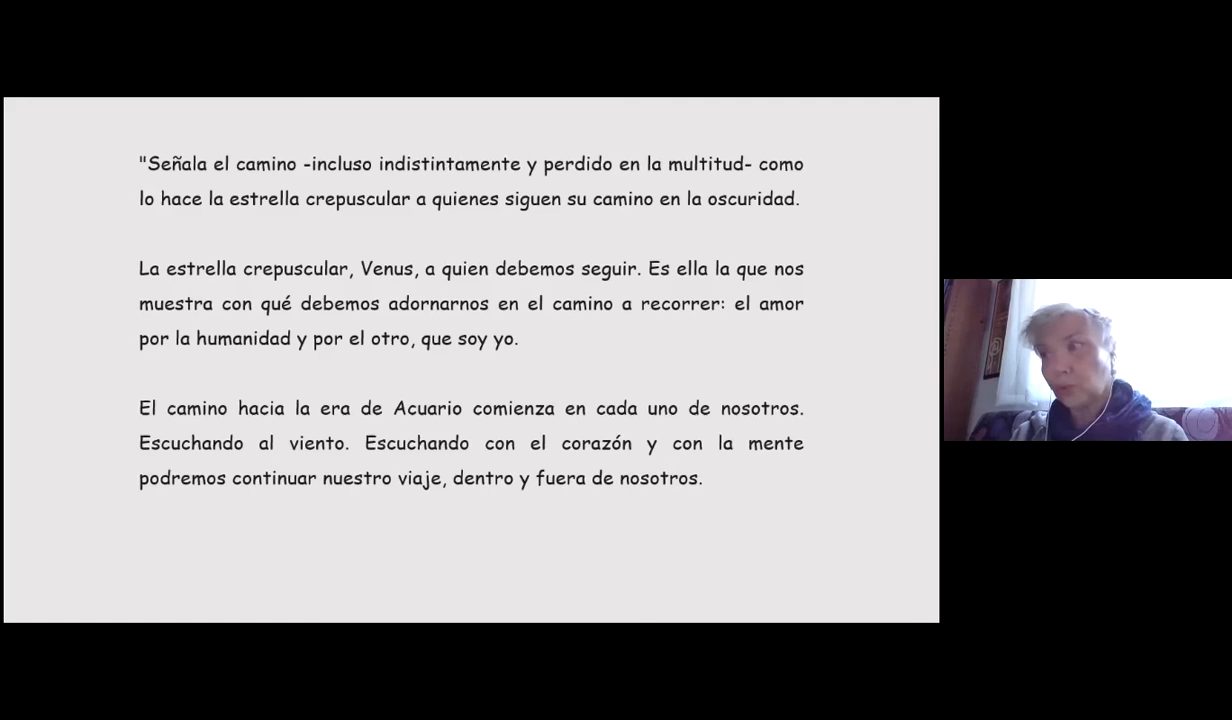 "Señala el camino -incluso indistintamente y perdido en la multitud- como
lo hace la estrella crepuscular a quienes siguen su camino en la oscuridad.
La estrella crepuscular, Venus, a quien debemos seguir. Es ella la que nos
muestra con qué debemos adornarnos en el camino a recorrer: el amor
por la humanidad y por el otro, que soy yo.
El camino hacia la era de Acuario comienza en cada uno de nosotros.
Escuchando al viento. Escuchando con el corazón y con la mente
podremos continuar nuestro viaje, dentro y fuera de nosotros.